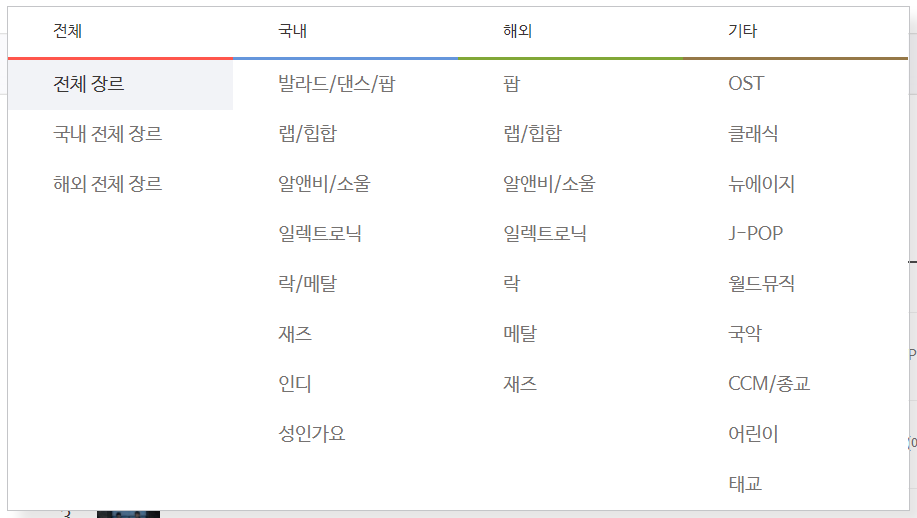 전체 국내 해외 기타
전체 장르 발라드/댄스/팝 팝 OST
국내 전체 장르 랩/힙합 랩/힙합 클래식
해외 전체 장르 알앤비/소울 알앤비/소울 뉴에이지
일렉트로닉 일렉트로닉 J-POP
락/메탈 락 월드뮤직
재즈 메탈 국악
인디 재즈 CCM/종교
성인가요 어린이
태교